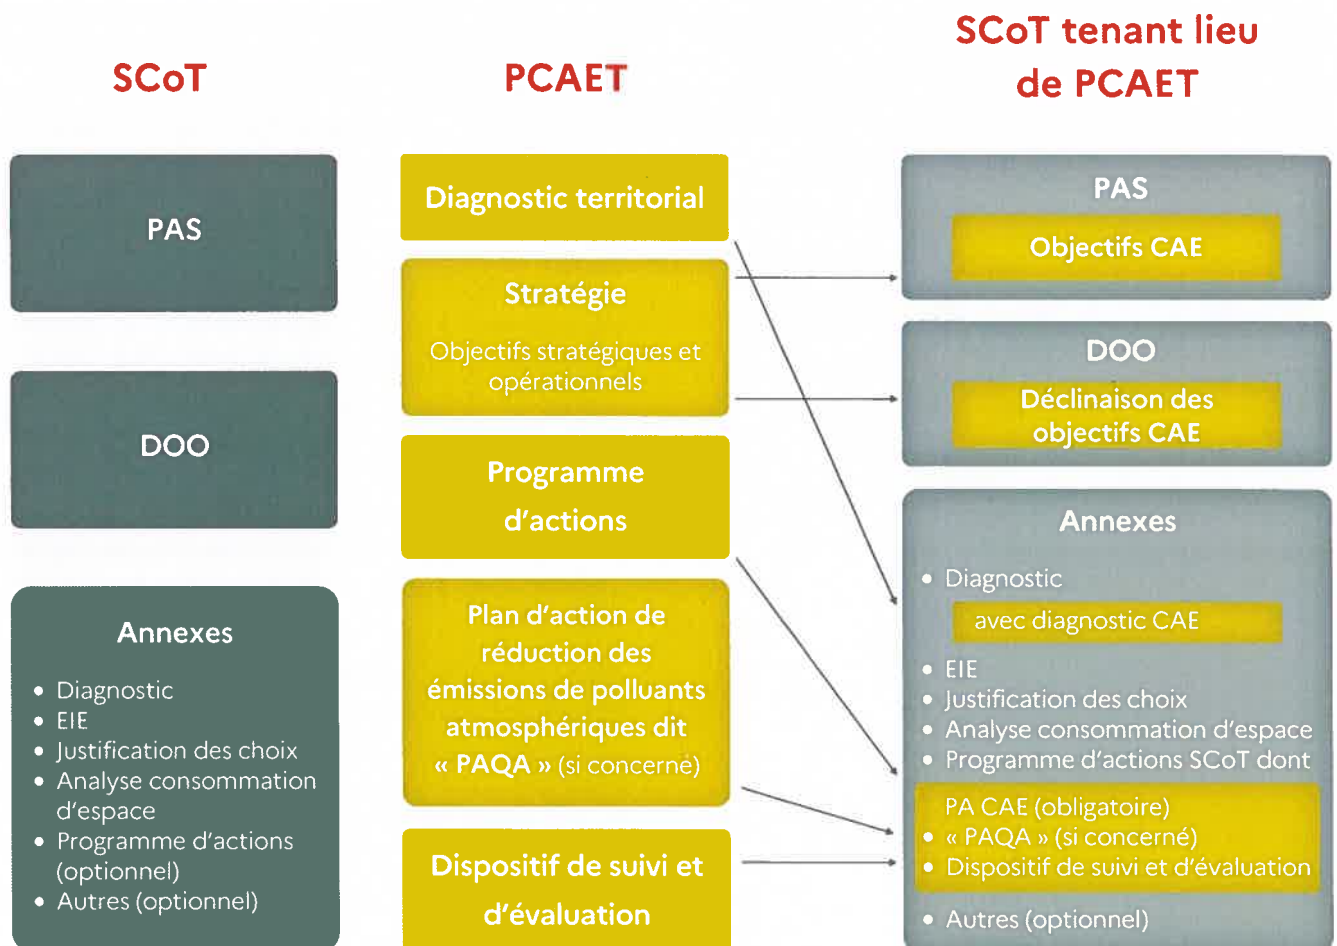 SCoT
PAS
DOO
Annexes
• Diagnostic
• EIE
• Justification des choix
• Analyse consommation
d'espace
• Programme d'actions
(optionnel)
• Autres (optionnel)
PCAET
Diagnostic territorial
Stratégie
Objectifs stratégiques et
opérationnels
Programme
d'actions
Plan d'action de
réduction des
émissions de polluants
atmosphériques dit
« PAQA » (si concerné)
Dispositif de suivi et
d'évaluation
SCoT tenant lieu
de PCAET
PAS
Objectifs CAE
DOO
Déclinaison des
objectifs CAE
Annexes
• Diagnostic
avec diagnostic CAE
• EIE
• Justification des choix
• Analyse consommation d'espace
• Programme d'actions SCoT dont
PA CAE (obligatoire)
• « PAQA » (si concerné)
• Dispositif de suivi et d'évaluation
• Autres (optionnel)